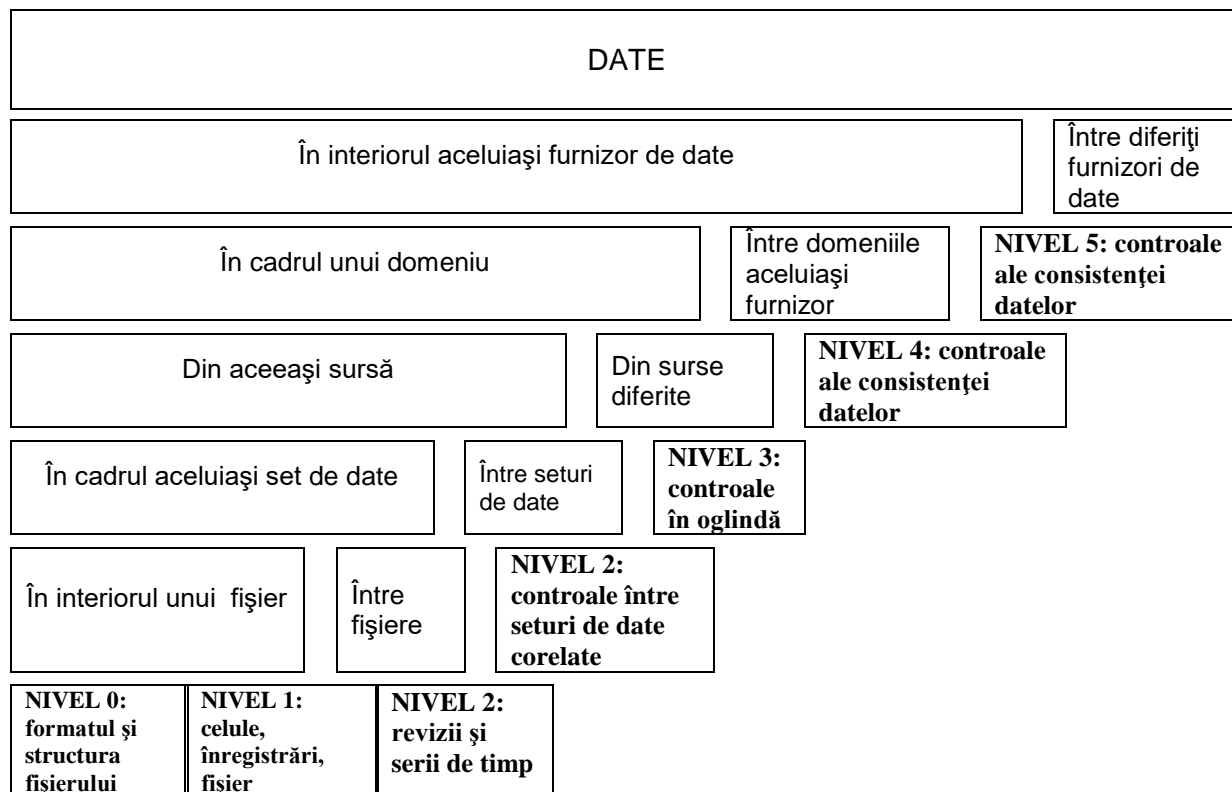 DATE
În interiorul aceluiaşi furnizor de date
Între diferiţi
furnizori de
date
În cadrul unui domeniu
Între domeniile
aceluiaşi
furnizor
NIVEL 5: controale
ale consistenţei
datelor
Din aceeaşi sursă
Din surse
diferite
NIVEL 4: controale
ale consistenţei
datelor
În cadrul aceluiaşi set de date
Între seturi
de date
NIVEL 3:
controale
în oglindă
În interiorul unui fişier
Între
fişiere
NIVEL 2:
controale între
seturi de date
corelate
NIVEL 0:
formatul şi
structura
fişierului
NIVEL 1:
celule,
înregistrări,
fişier
NIVEL 2:
revizii şi
serii de timp